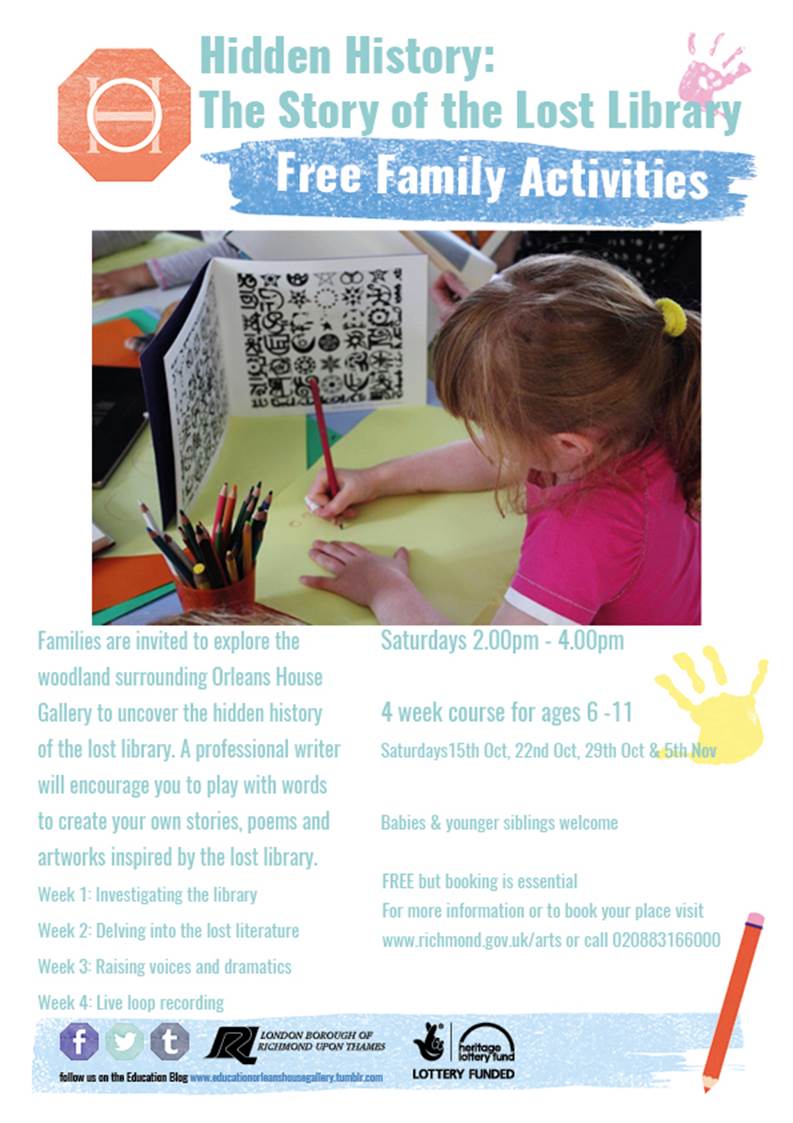 Hidden History:
The Story of the Lost Library
Free Family Activities
Families are invited to explore the
woodland surrounding Orleans House
Gallery to uncover the hidden history
of the lost library. A professional writer
will encourage you to play with words
to create your own stories, poems and
artworks inspired by the lost library.
Week 1: Investigating the library
Week 2: Delving into the lost literature
Week 3: Raising voices and dramatics
Week 4: Live loop recording
Saturdays 2.00pm - 4.00pm
4 week course for ages 6 -11
Saturdays15th Oct, 22nd Oct, 29th Oct & 5th Nov
Babies & younger siblings welcome
FREE but booking is essential
For more information or to book your place visit
www.richmond.gov.uk/arts or call 020883166000
f t
LONDON BOROUGH OF
RICHMOND UPON THAMES
heritage
lottery fund
LOTTERY FUNDED
follow us on the Education Blog www.educationorleanshousegallery.tumblr.com